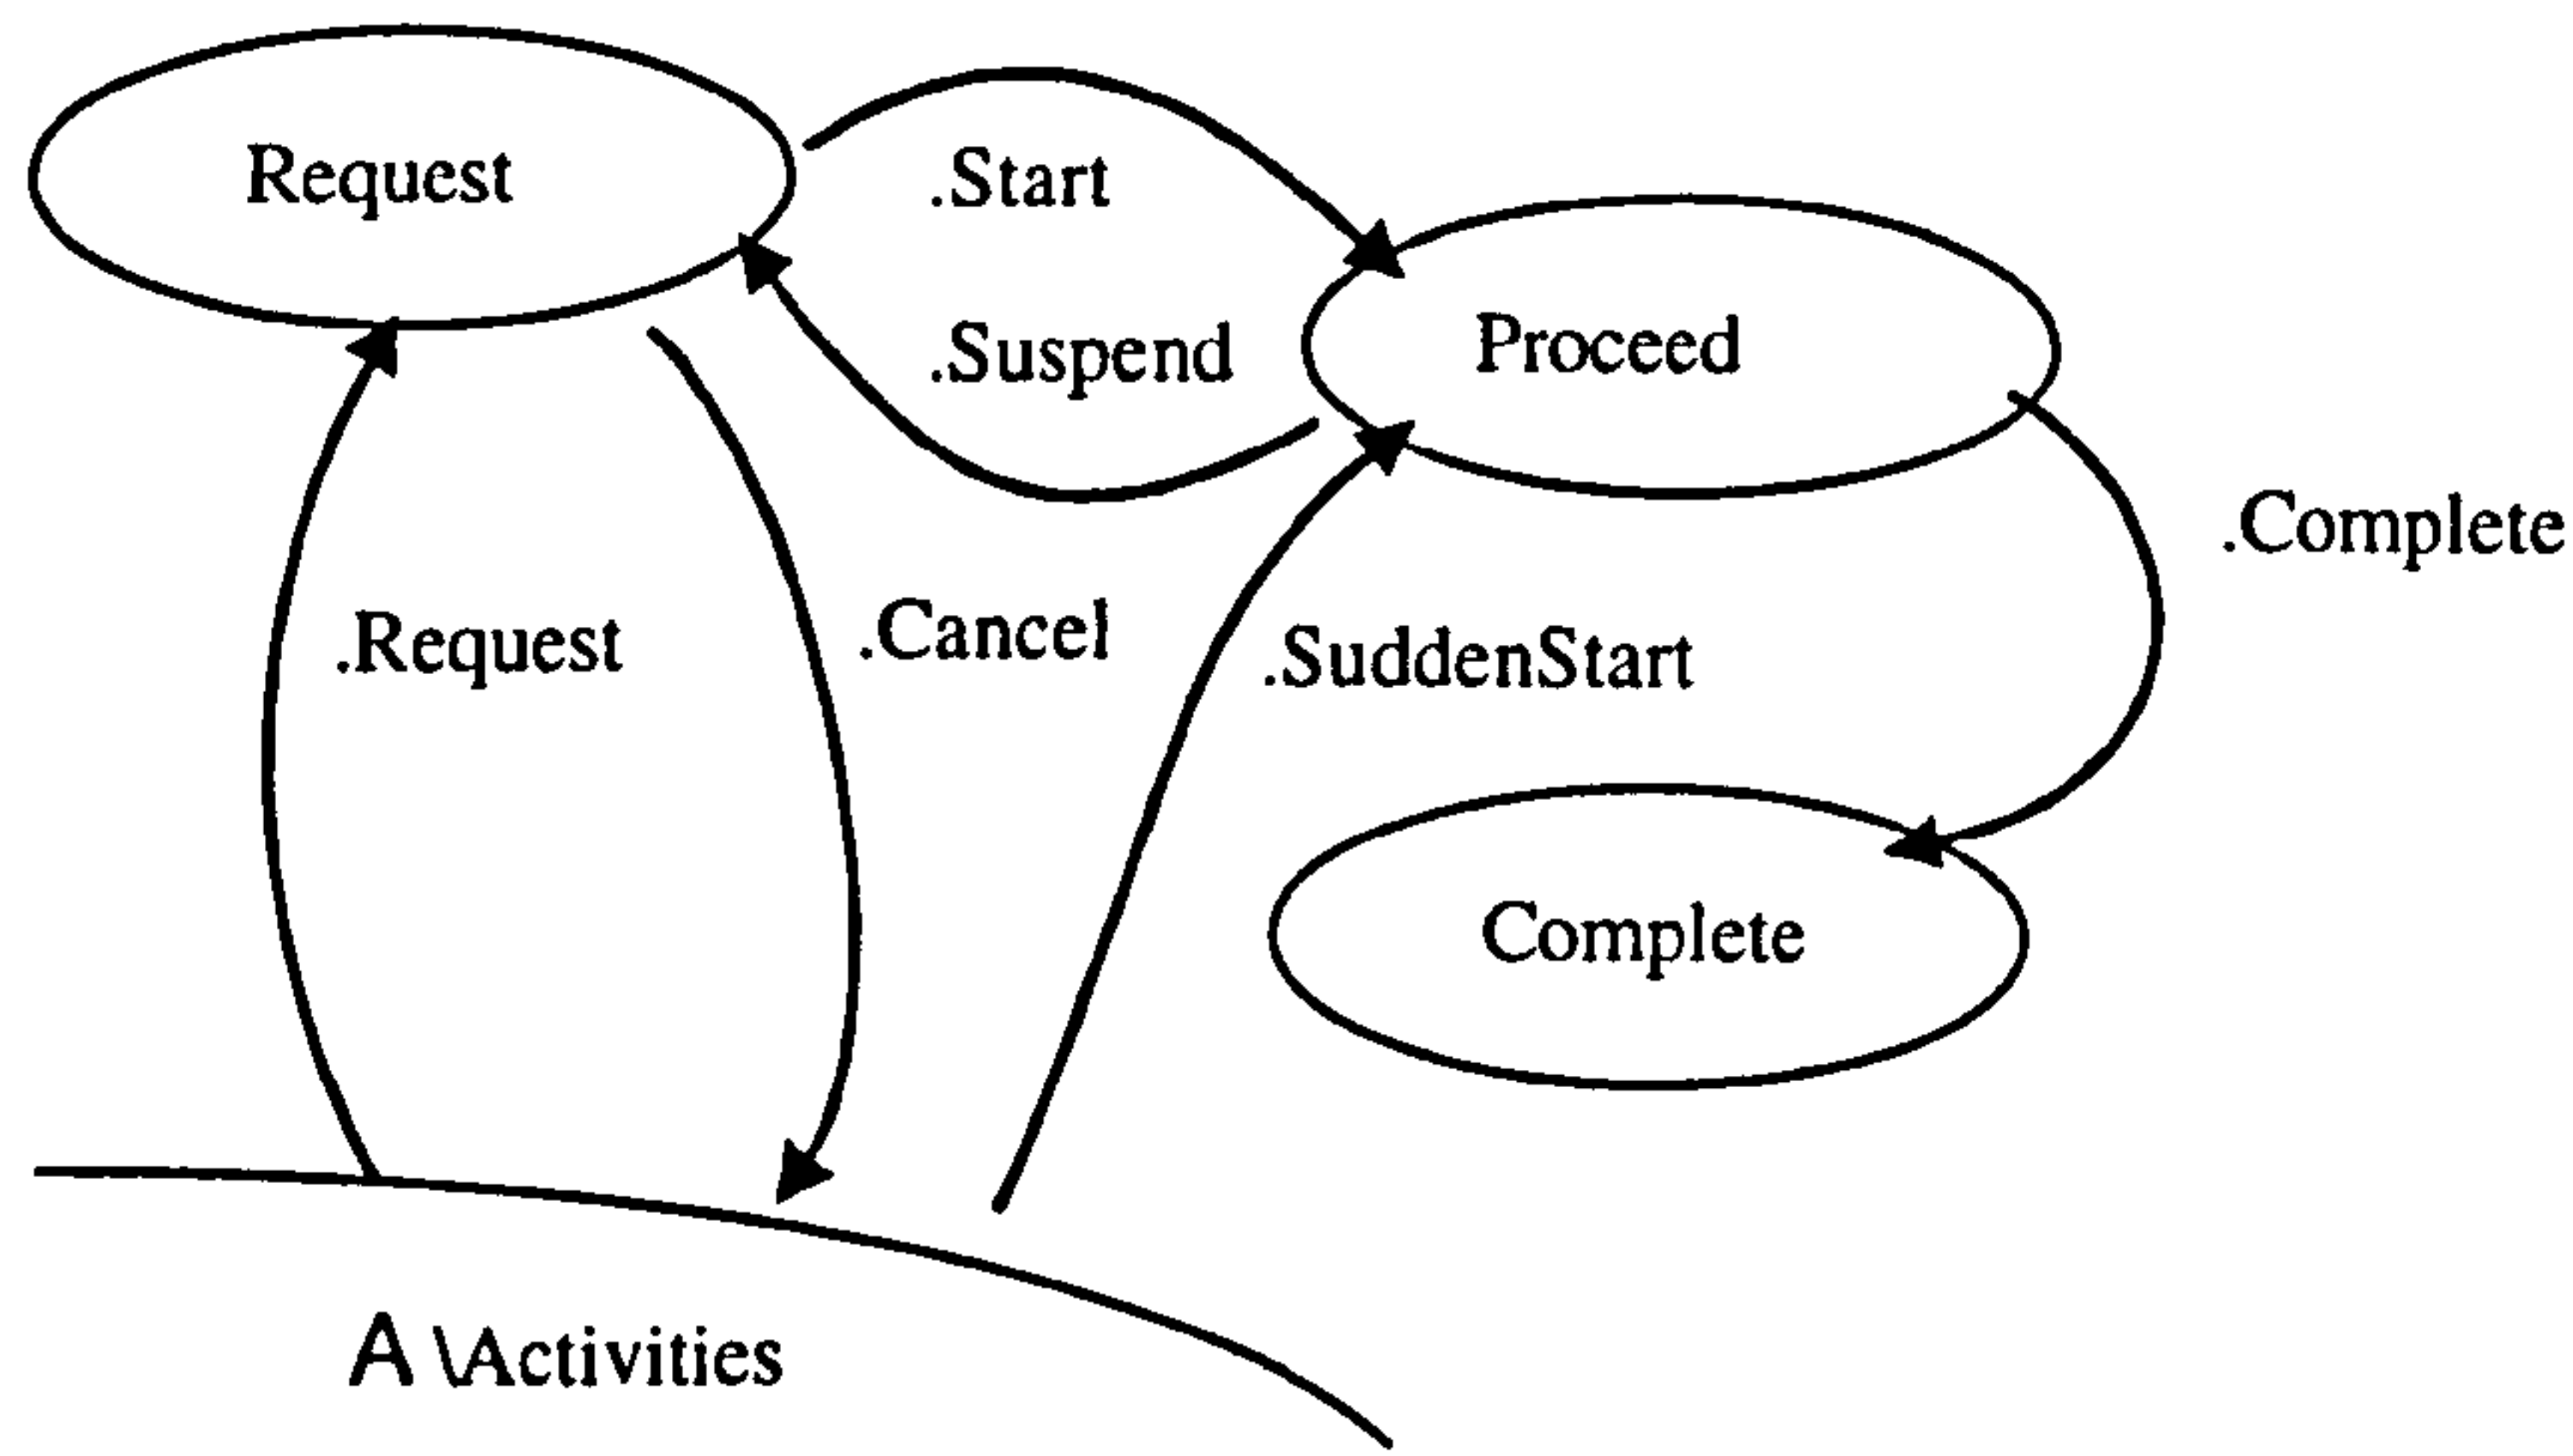 Request
.Start
.Suspend
Proceed
.Complete
.Request
.Cancel
.SuddenStart
Complete
A \Activities